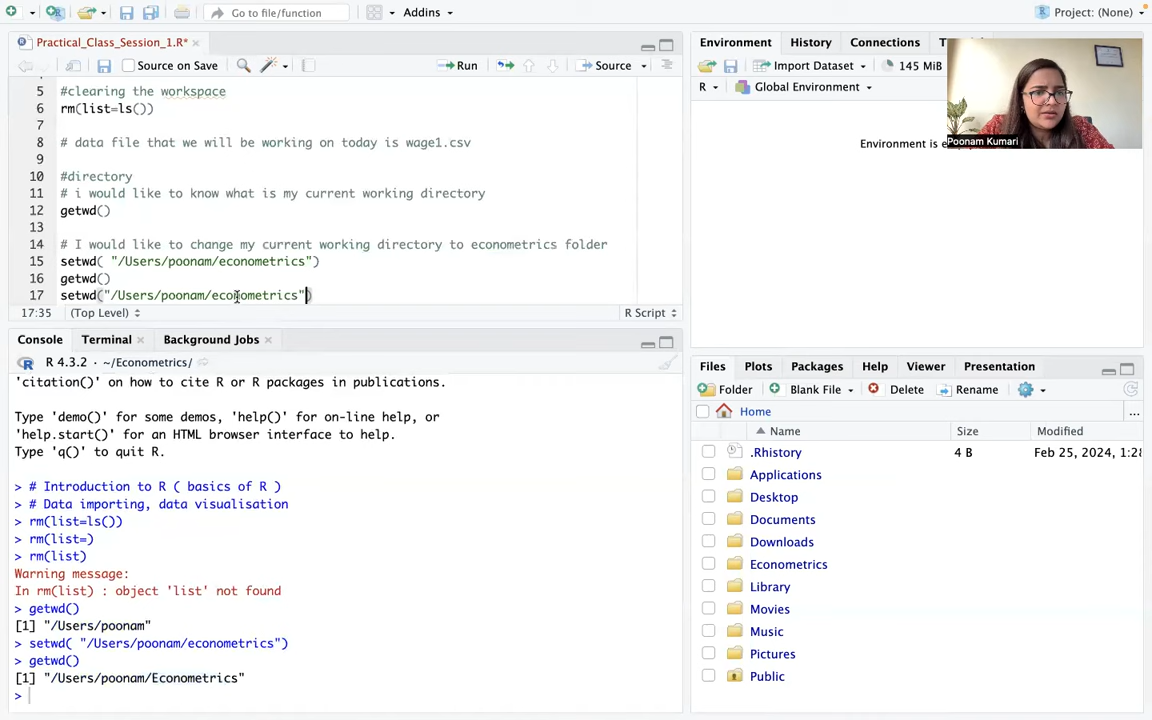 Go to file/function
Addins
Project: (None)
Practical_Class_Session_1.R*
Source on Save
Run
Source
5 #clearing the workspace
6 rm(list=ls())
7
8 # data file that we will be working on today is wage1.csv
9
10 #directory
11 # i would like to know what is my current working directory
12 getwd()
13
14 # I would like to change my current working directory to econometrics folder
15 setwd( "/Users/poonam/econometrics")
16 getwd()
17 setwd("/Users/poonam/econometrics")
17:35 (Top Level) R Script
Console Terminal Background Jobs
R 4.3.2 · ~/Econometrics/
'citation()' on how to cite R or R packages in publications.
Type 'demo()' for some demos, 'help()' for on-line help, or
'help.start()' for an HTML browser interface to help.
Type 'q()' to quit R.
> # Introduction to R ( basics of R )
> # Data importing, data visualisation
> rm(list=ls())
> rm(list=)
> rm(list)
Warning message:
In rm(list) : object 'list' not found
> getwd()
[1] "/Users/poonam"
> setwd( "/Users/poonam/econometrics")
> getwd()
[1] "/Users/poonam/Econometrics"
>
Environment History Connections
Import Dataset 145 MiB
R Global Environment
Environment is
Poonam Kumari
Files Plots Packages Help Viewer Presentation
Folder Blank File Delete Rename
Home ...
Name Size Modified
.Rhistory 4 B Feb 25, 2024, 1:28
Applications
Desktop
Documents
Downloads
Econometrics
Library
Movies
Music
Pictures
Public